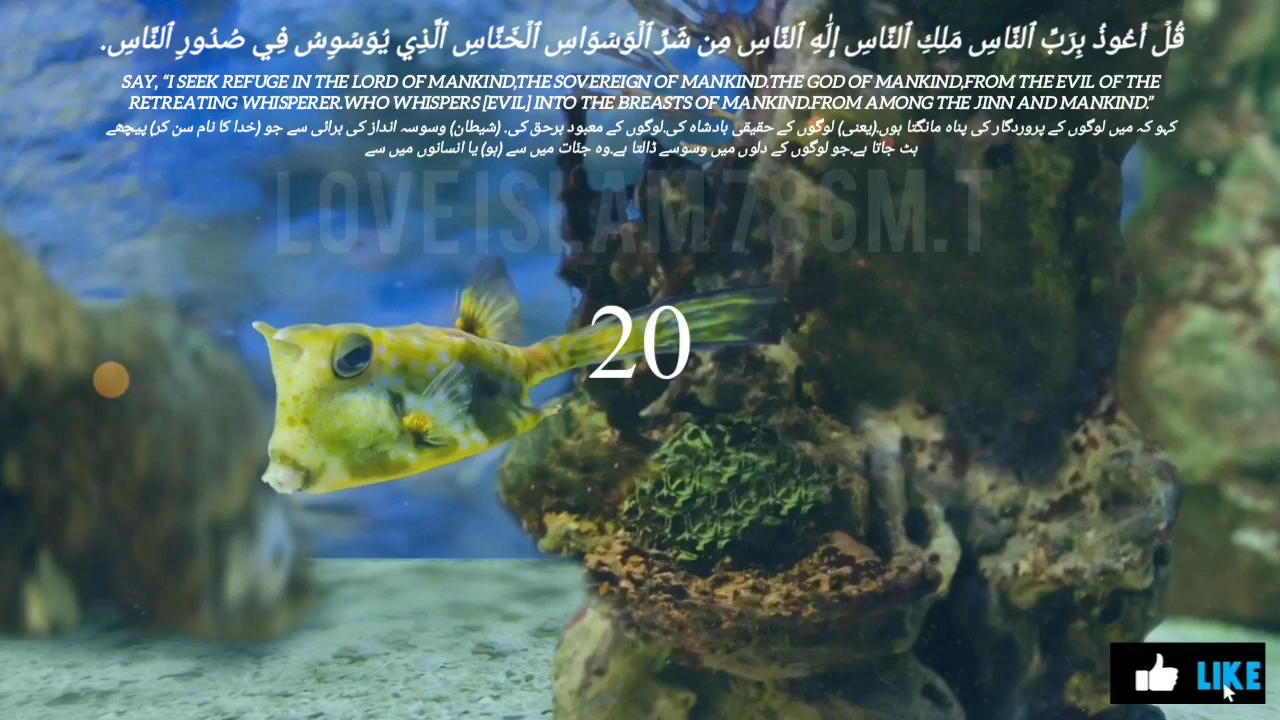 قُلْ أَعُوذُ بِرَبِّ ٱلنَّاسِ مَلِكِ ٱلنَّاسِ إِلَٰهِ ٱلنَّاسِ مِن شَرِّ ٱلْوَسْوَاسِ ٱلْخَنَّاسِ ٱلَّذِي يُوَسْوِسُ فِي صُدُورِ ٱلنَّاسِ.
SAY, “I SEEK REFUGE IN THE LORD OF MANKIND,THE SOVEREIGN OF MANKIND.THE GOD OF MANKIND,FROM THE EVIL OF THE
RETREATING WHISPERER.WHO WHISPERS [EVIL] INTO THE BREASTS OF MANKIND.FROM AMONG THE JINN AND MANKIND.”
کہو کہ میں لوگوں کے پروردگار کی پناہ مانگتا ہوں.(یعنی) لوگوں کے حقیقی بادشاہ کی.لوگوں کے معبود برحق کی. (شیطان) وسوسہ انداز کی برائی سے جو (خدا کا نام سن کر) پیچھے
ہٹ جاتا ہے.جو لوگوں کے دلوں میں وسوسے ڈالتا ہے.وہ جنّات میں سے (ہو) یا انسانوں میں سے
LOVE ISLAM 786 M.T
20
LIKE